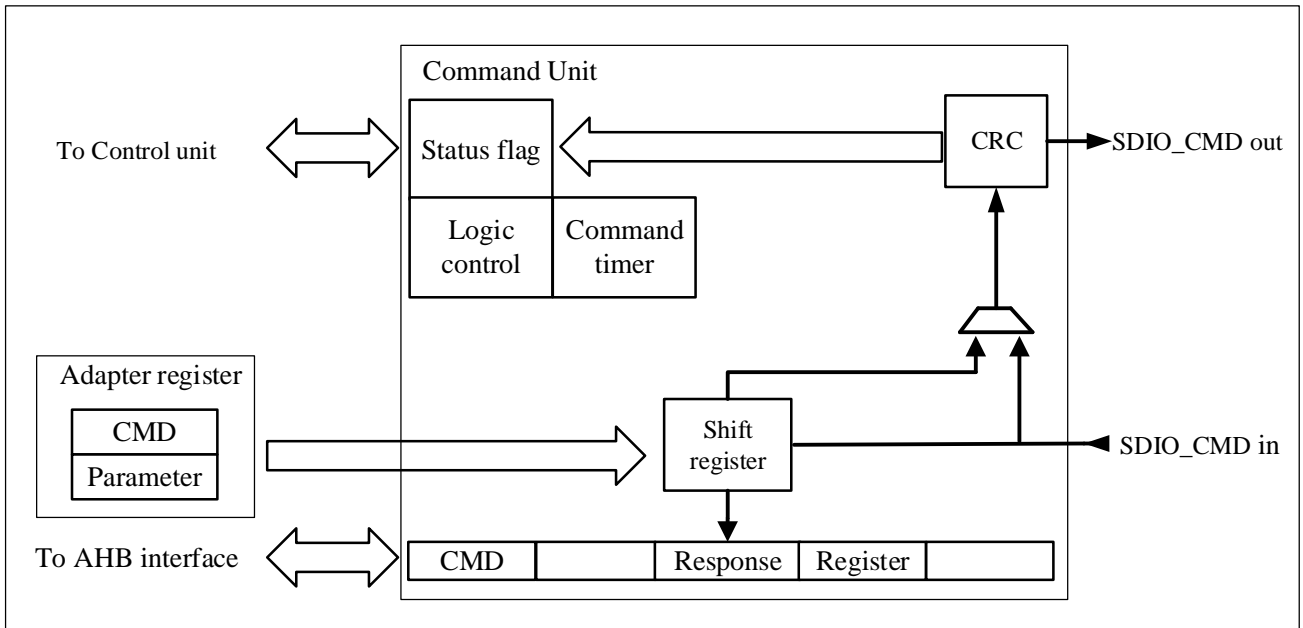 Command Unit
To Control unit
Status flag
CRC
SDIO_CMD out
Logic
control
Command
timer
Adapter register
CMD
Parameter
Shift
register
SDIO_CMD in
To AHB interface
CMD
Response
Register